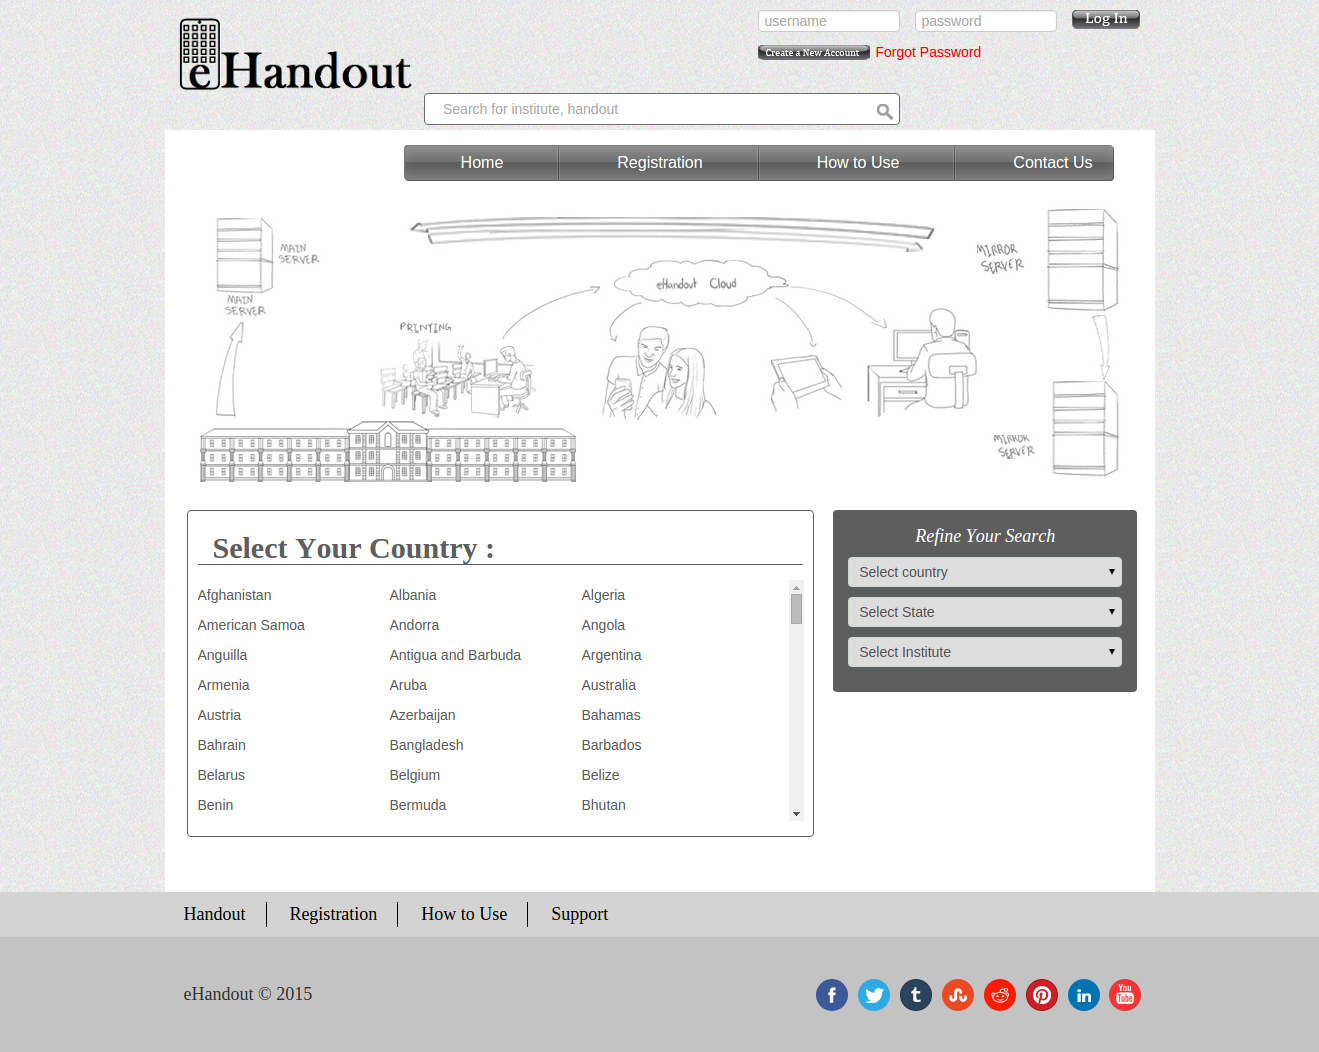 eHandout
username
password
Log In
Create a New Account
Forgot Password
Search for institute, handout
Home
Registration
How to Use
Contact Us
MAIN
SERVER
MAIN
SERVER
MIRROR
SERVER
eHandout Cloud
PRINTING
MIRROR
SERVER
Select Your Country :
Afghanistan
Albania
Algeria
American Samoa
Andorra
Angola
Anguilla
Antigua and Barbuda
Argentina
Armenia
Aruba
Australia
Austria
Azerbaijan
Bahamas
Bahrain
Bangladesh
Barbados
Belarus
Belgium
Belize
Benin
Bermuda
Bhutan
Refine Your Search
Select country
Select State
Select Institute
Handout
Registration
How to Use
Support
eHandout © 2015
You
Tube